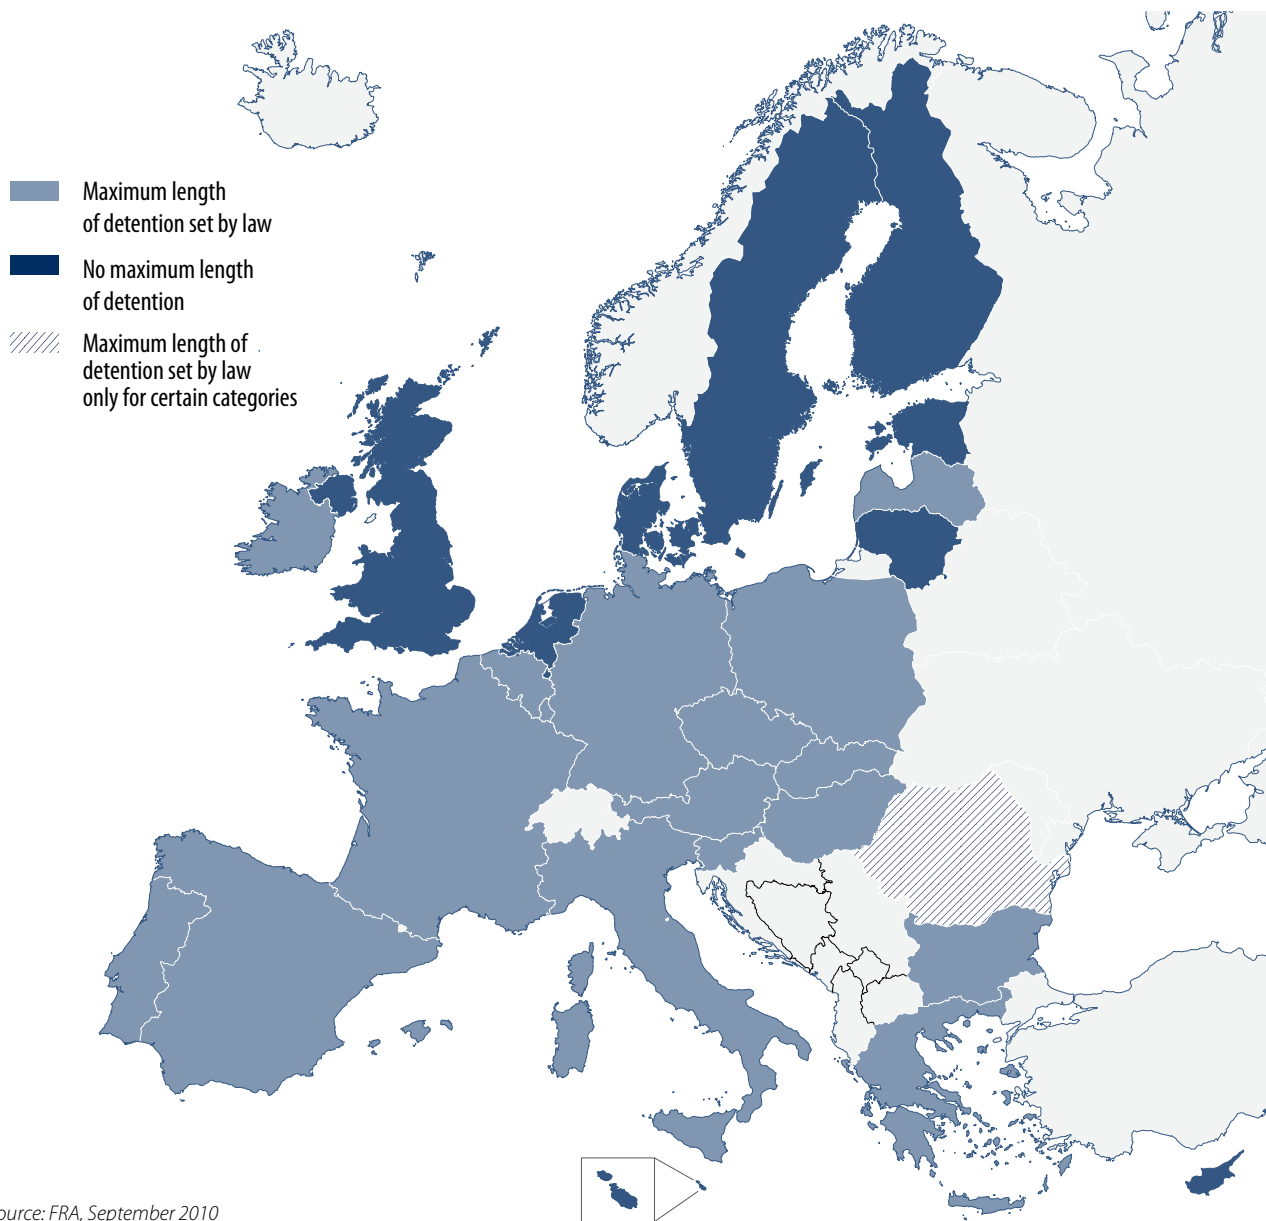 Maximum length
of detention set by law
No maximum length
of detention
Maximum length of
detention set by law
only for certain categories
ource: FRA, September 2010